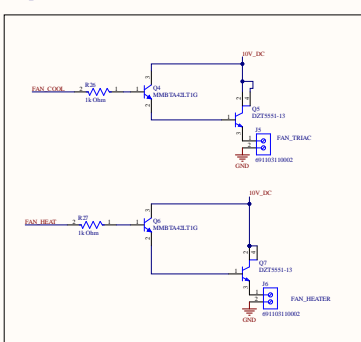 10V_DC
3
Q4
R26
FAN_COOL 2 1 1
MMBTA42LT1G
1k Ohm
2
2 4
Q5
1
DZT5551-13
3
J5
1
2
FAN_TRIAC
GND
691103110002
10V_DC
3
Q6
R27
FAN_HEAT 2 1 1
MMBTA42LT1G
1k Ohm
2
2 4
Q7
1
DZT5551-13
3
J6
1
2
FAN_HEATER
GND
691103110002